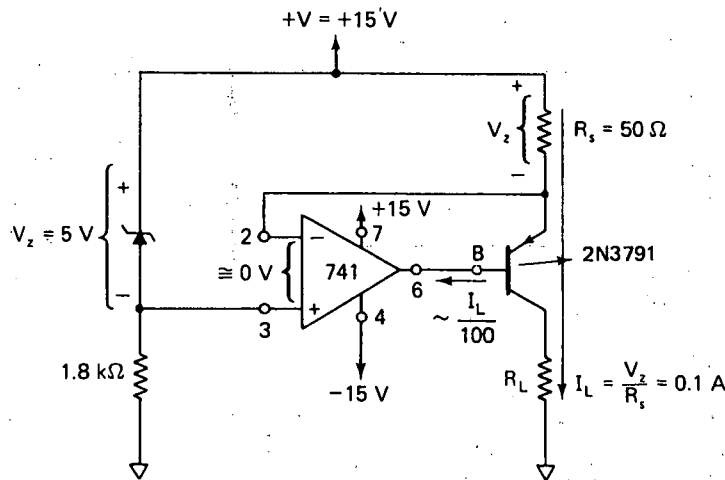 +V = +15 V
+
V_z
−
R_s = 50 Ω
+
V_z = 5 V
−
2
−
7
+15 V
≅ 0 V
741
B
2N3791
6
+
3
4
~ I_L/100
1.8 kΩ
−15 V
R_L
I_L = V_z/R_s = 0.1 A